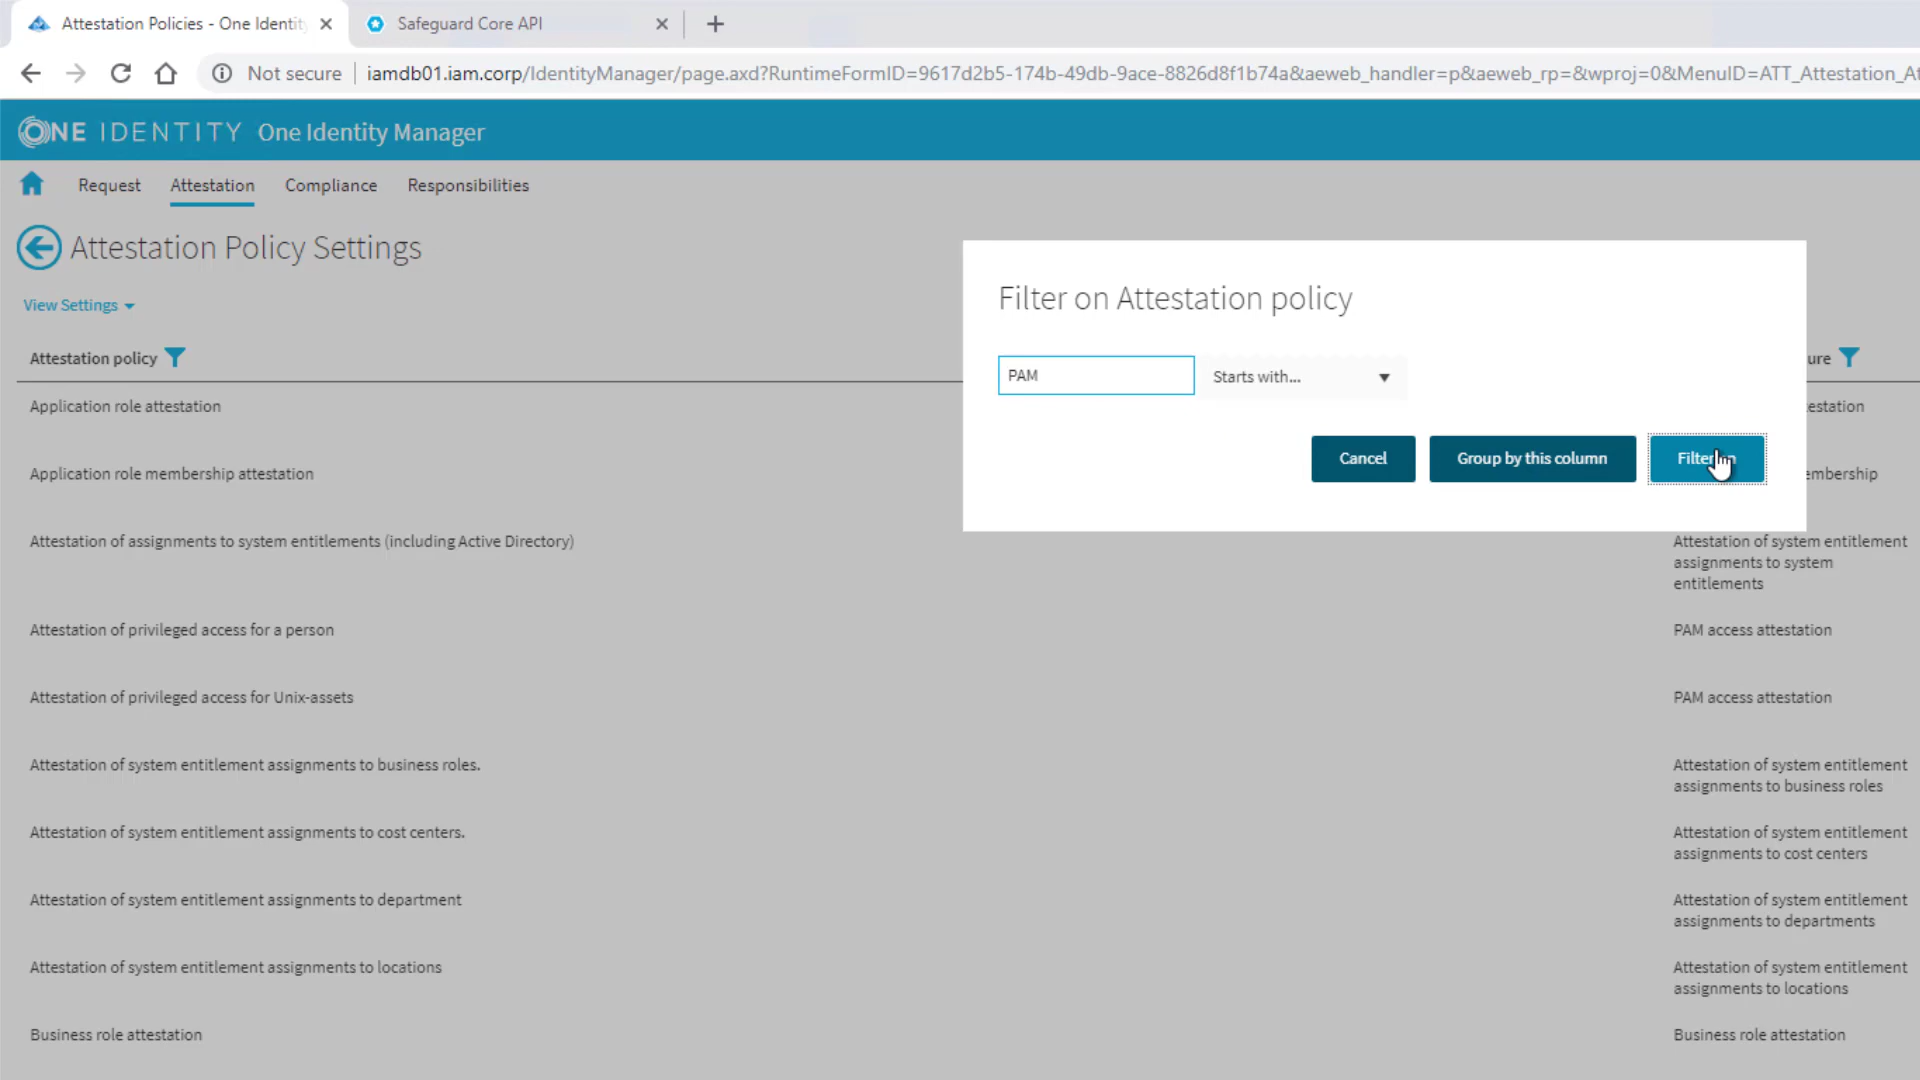 Attestation Policies - One Identity
Safeguard Core API
Not secure
iamdb01.iam.corp/IdentityManager/page.axd?RuntimeFormID=9617d2b5-174b-49db-9ace-8826d8f1b74a&aeweb_handler=p&aeweb_rp=&wproj=0&MenuID=ATT_Attestation_At
ONE IDENTITY One Identity Manager
Request
Attestation
Compliance
Responsibilities
Attestation Policy Settings
View Settings
Filter on Attestation policy
PAM
Starts with...
Cancel
Group by this column
Filter on
Attestation policy
ure
Application role attestation
estation
Application role membership attestation
embership
Attestation of assignments to system entitlements (including Active Directory)
Attestation of system entitlement
assignments to system
entitlements
Attestation of privileged access for a person
PAM access attestation
Attestation of privileged access for Unix-assets
PAM access attestation
Attestation of system entitlement assignments to business roles.
Attestation of system entitlement
assignments to business roles
Attestation of system entitlement assignments to cost centers.
Attestation of system entitlement
assignments to cost centers
Attestation of system entitlement assignments to department
Attestation of system entitlement
assignments to departments
Attestation of system entitlement assignments to locations
Attestation of system entitlement
assignments to locations
Business role attestation
Business role attestation